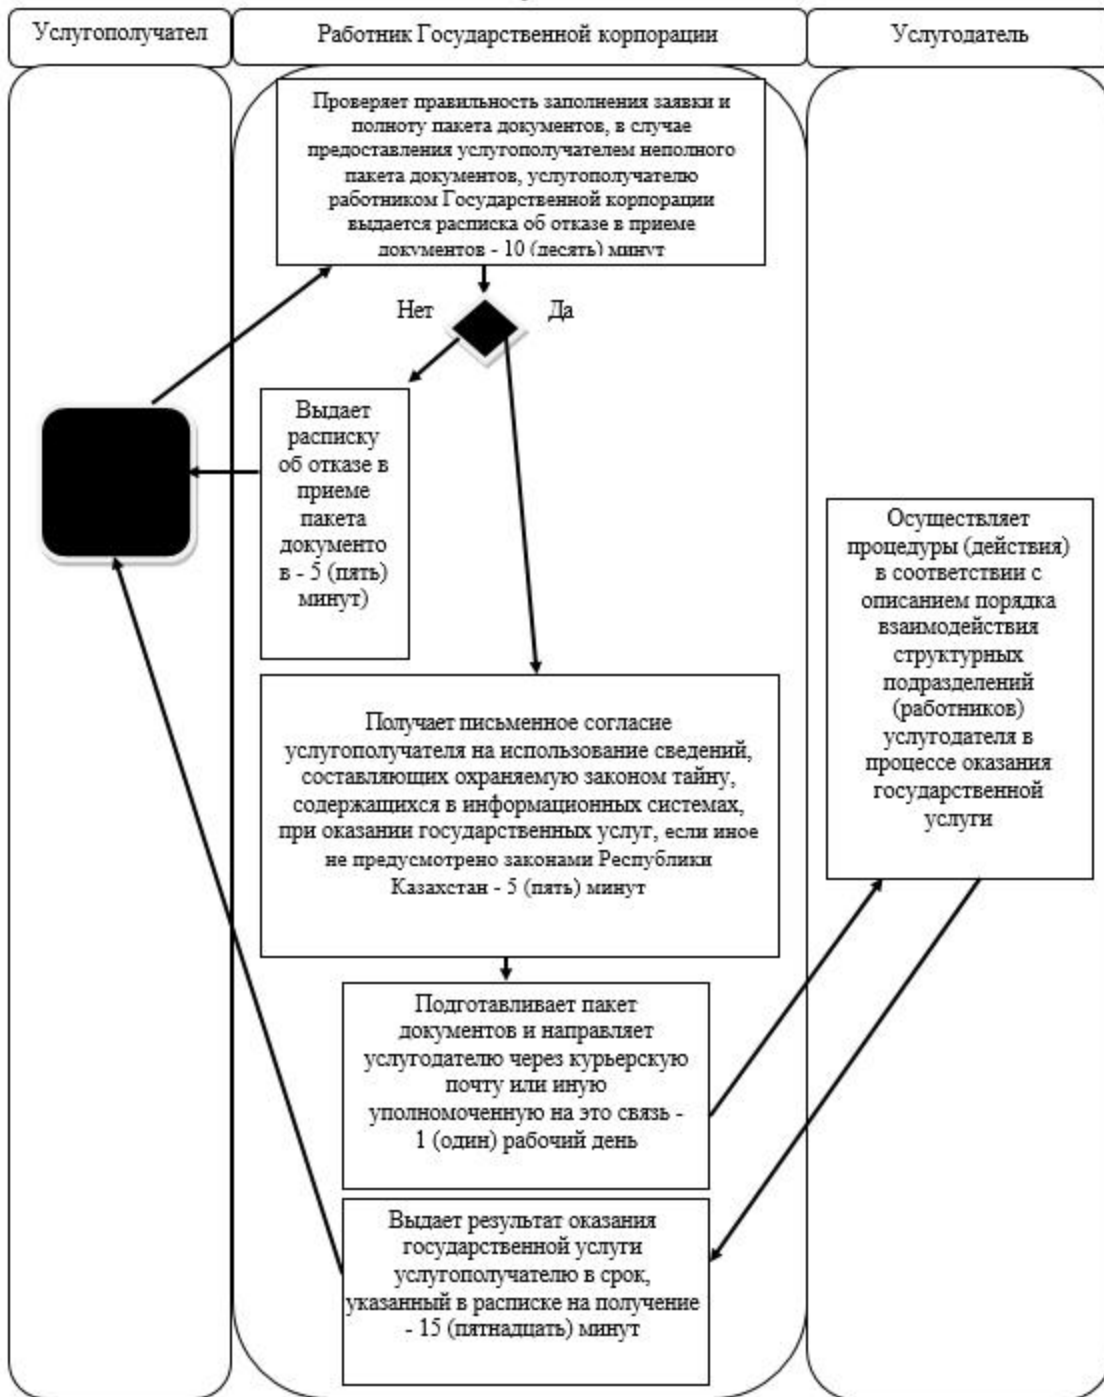 Услугополучател
Работник Государственной корпорации
Услугодатель
Проверяет правильность заполнения заявки и
полноту пакета документов, в случае
предоставления услугополучателем неполного
пакета документов, услугополучателю
работником Государственной корпорации
выдается расписка об отказе в приеме
документов - 10 (десять) минут
Нет
Да
Выдает
расписку
об отказе в
приеме
пакета
документо
в - 5 (пять)
минут)
Осуществляет
процедуры (действия)
в соответствии с
описанием порядка
взаимодействия
структурных
подразделений
(работников)
услугодателя в
процессе оказания
государственной
услуги
Получает письменное согласие
услугополучателя на использование сведений,
составляющих охраняемую законом тайну,
содержащихся в информационных системах,
при оказании государственных услуг, если иное
не предусмотрено законами Республики
Казахстан - 5 (пять) минут
Подготавливает пакет
документов и направляет
услугодателю через курьерскую
почту или иную
уполномоченную на это связь -
1 (один) рабочий день
Выдает результат оказания
государственной услуги
услугополучателю в срок,
указанный в расписке на получение
- 15 (пятнадцать) минут